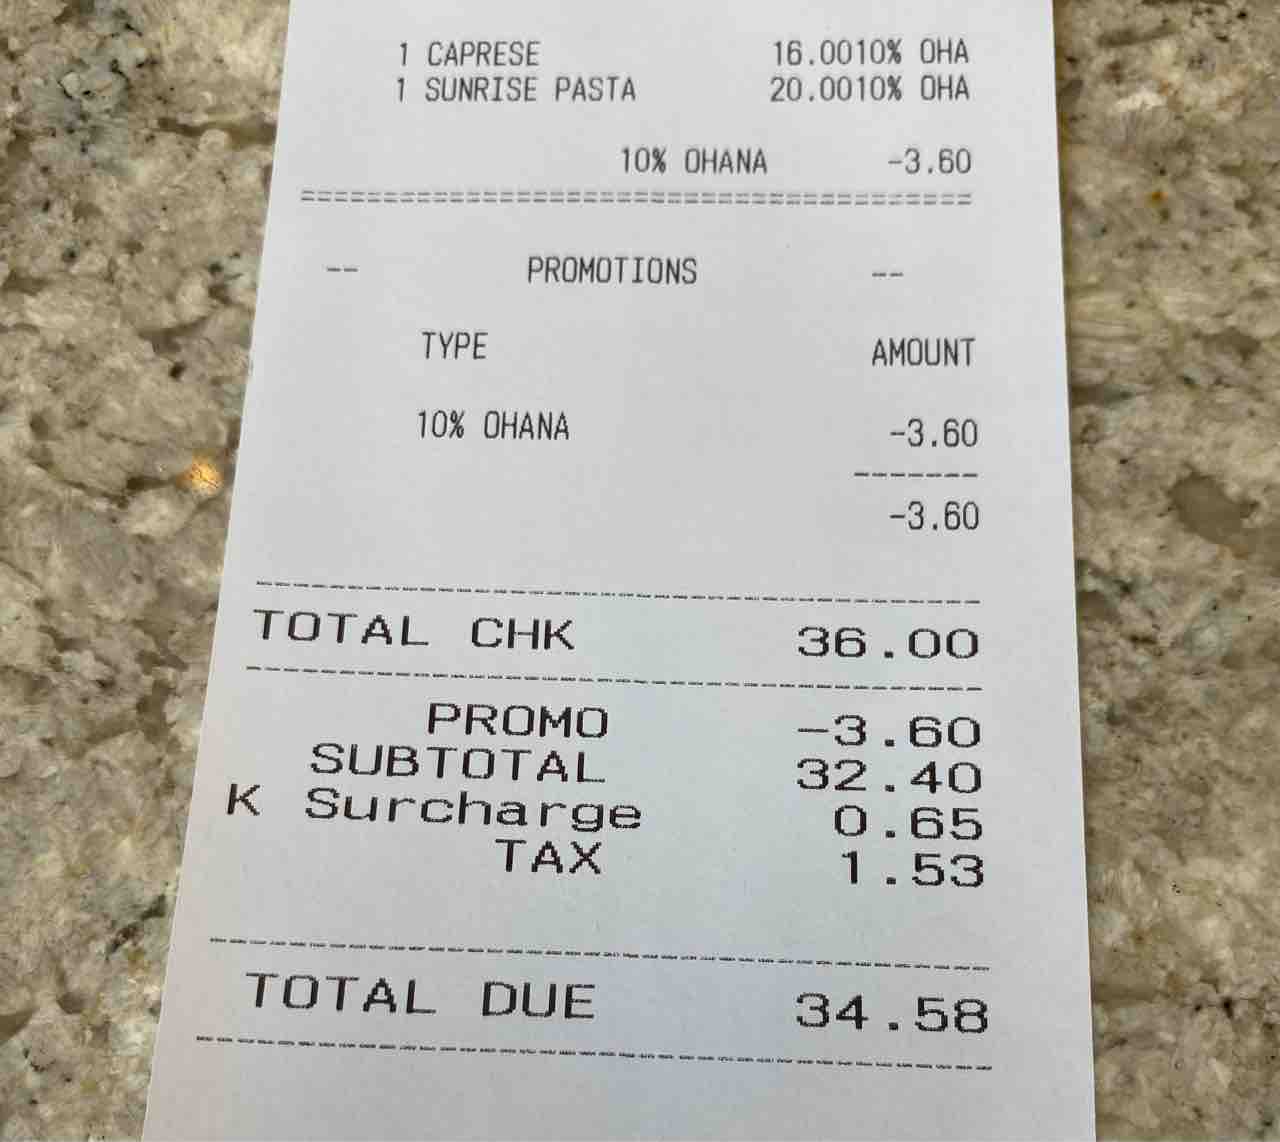 1 CAPRESE 16.0010% OHA
1 SUNRISE PASTA 20.0010% OHA
10% OHANA -3.60
=========================================
-- PROMOTIONS --
TYPE AMOUNT
10% OHANA -3.60
-------
-3.60
TOTAL CHK 36.00
PROMO -3.60
SUBTOTAL 32.40
K Surcharge 0.65
TAX 1.53
TOTAL DUE 34.58